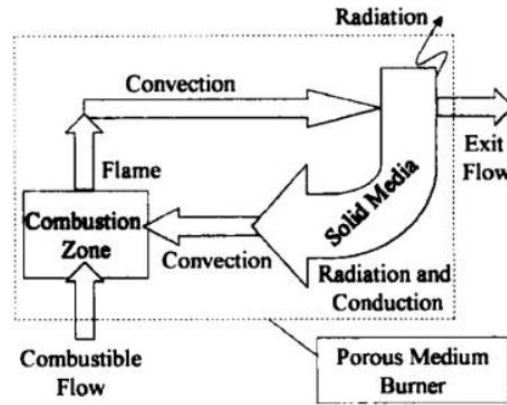 Radiation
Convection
Flame
Exit
Flow
Solid Media
Combustion
Zone
Convection
Radiation and
Conduction
Combustible
Flow
Porous Medium
Burner